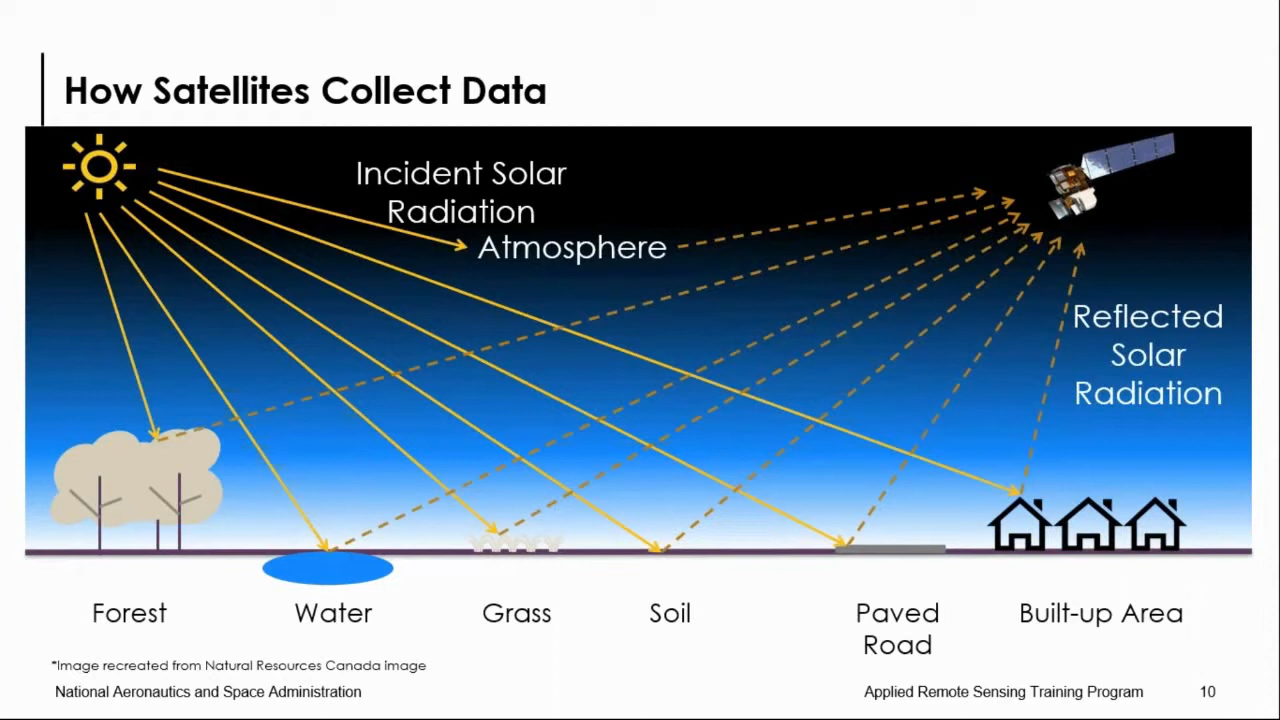 How Satellites Collect Data
Incident Solar
Radiation
Atmosphere
Reflected
Solar
Radiation
Forest
Water
Grass
Soil
Paved
Road
Built-up Area
*Image recreated from Natural Resources Canada image
National Aeronautics and Space Administration
Applied Remote Sensing Training Program
10